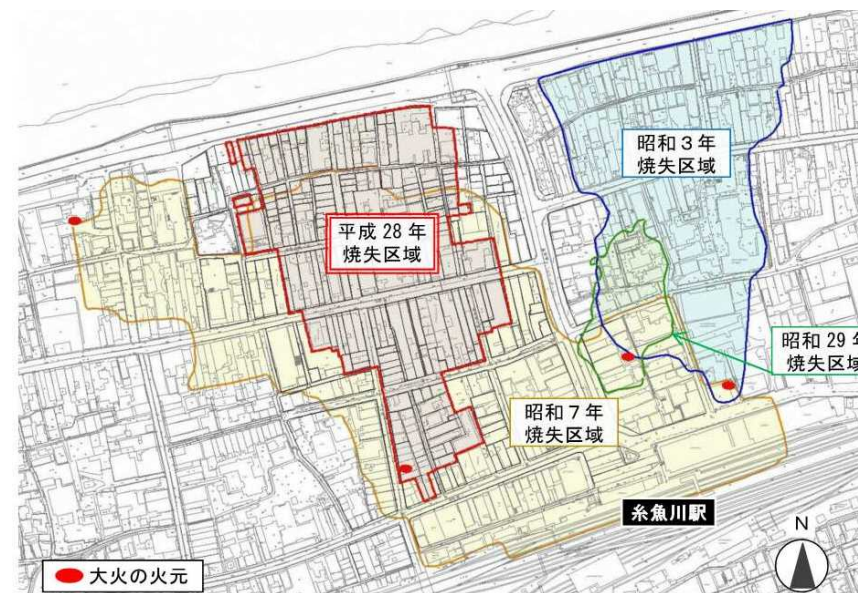 昭和3年
焼失区域
平成28年
焼失区域
昭和29年
焼失区域
昭和7年
焼失区域
糸魚川駅
N
大火の火元